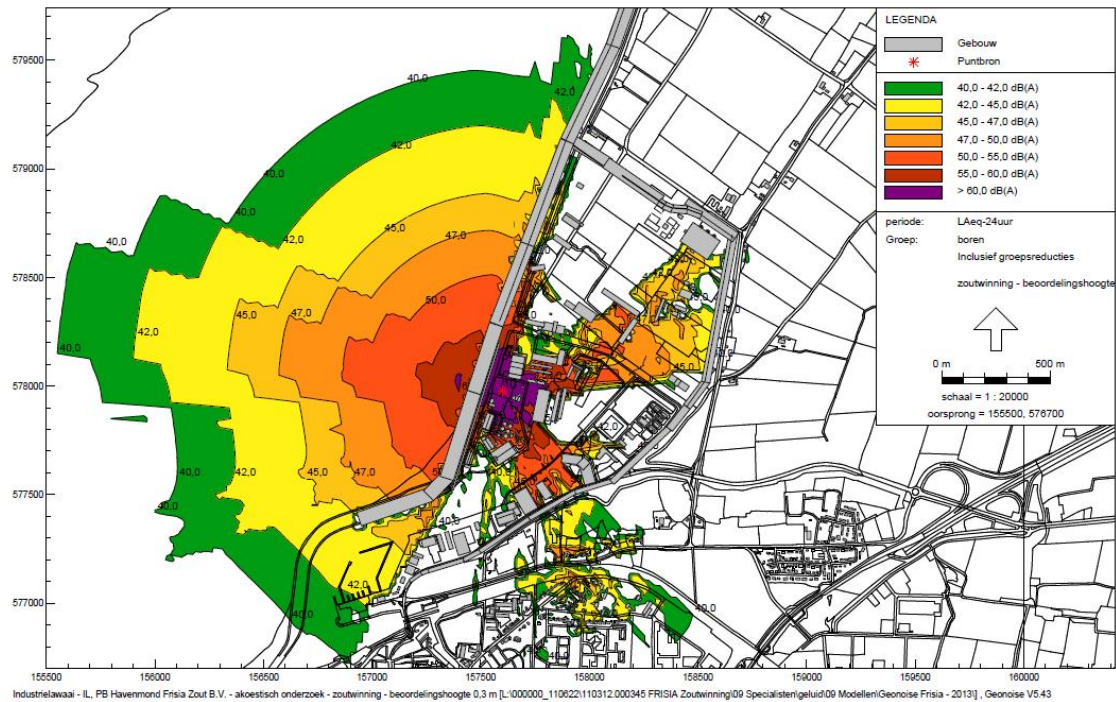 579500
579000
578500
578000
577500
577000
155500
156000
156500
157000
157500
158000
158500
159000
159500
160000
40,0
42,0
40,0
42,0
40,0
42,0
45,0
40,0
47,0
40,0
45,0
47,0
50,0
42,0
40,0
40,0
42,0
45,0
47,0
40,0
42,0
40,0
45,0
42,0
40,0
40,0
LEGENDA
Gebouw
Puntbron
40,0 - 42,0 dB(A)
42,0 - 45,0 dB(A)
45,0 - 47,0 dB(A)
47,0 - 50,0 dB(A)
50,0 - 55,0 dB(A)
55,0 - 60,0 dB(A)
> 60,0 dB(A)
periode: LAeq-24uur
Groep: boren
Inclusief groepsreducties
zoutwinning - beoordelingshoogte
0 m 500 m
schaal = 1 : 20000
oorsprong = 155500, 576700
Industrielawaai - IL, PB Havenmond Frisia Zout B.V. - akoestisch onderzoek - zoutwinning - beoordelingshoogte 0,3 m [L:\000000_110622\110312.000345 FRISIA Zoutwinning\09 Specialisten\geluid\09 Modellen\Geonoise Frisia - 2013\] , Geonoise V5.43